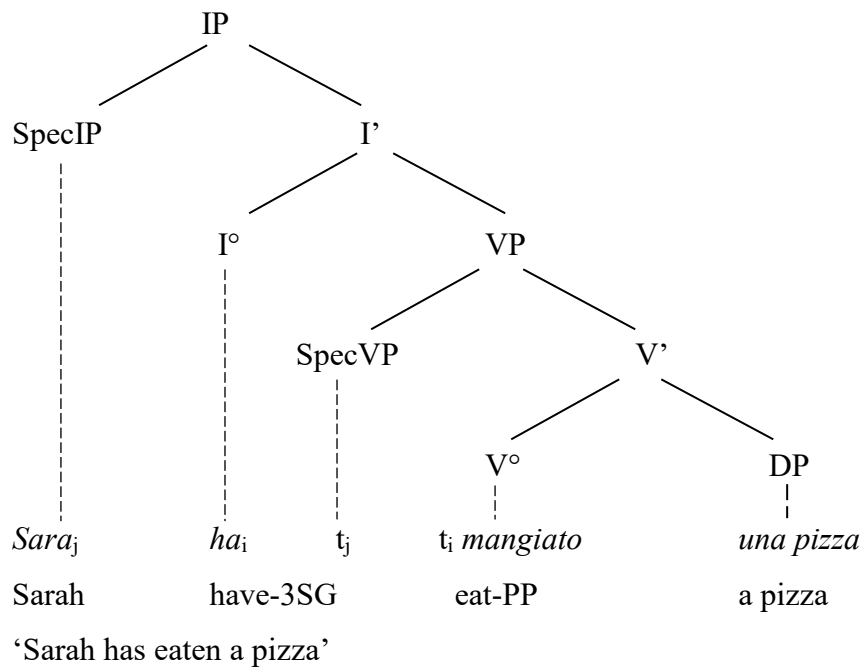 IP
SpecIP I’
I° VP
SpecVP V’
V° DP
Saraj hai tj ti mangiato una pizza
Sarah have-3SG eat-PP a pizza
‘Sarah has eaten a pizza’